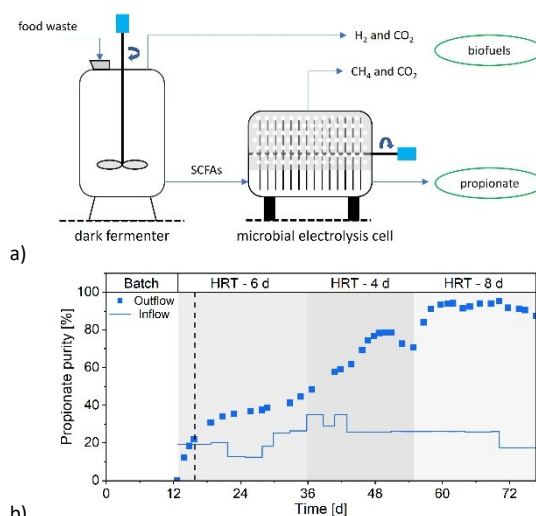 food waste
H2 and CO2
biofuels
CH4 and CO2
SCFAs
propionate
dark fermenter
microbial electrolysis cell
a)
Batch
HRT - 6 d
HRT - 4 d
HRT - 8 d
Outflow
Inflow
Propionate purity [%]
100
80
60
40
20
0
0
12
24
36
48
60
72
Time [d]
b)